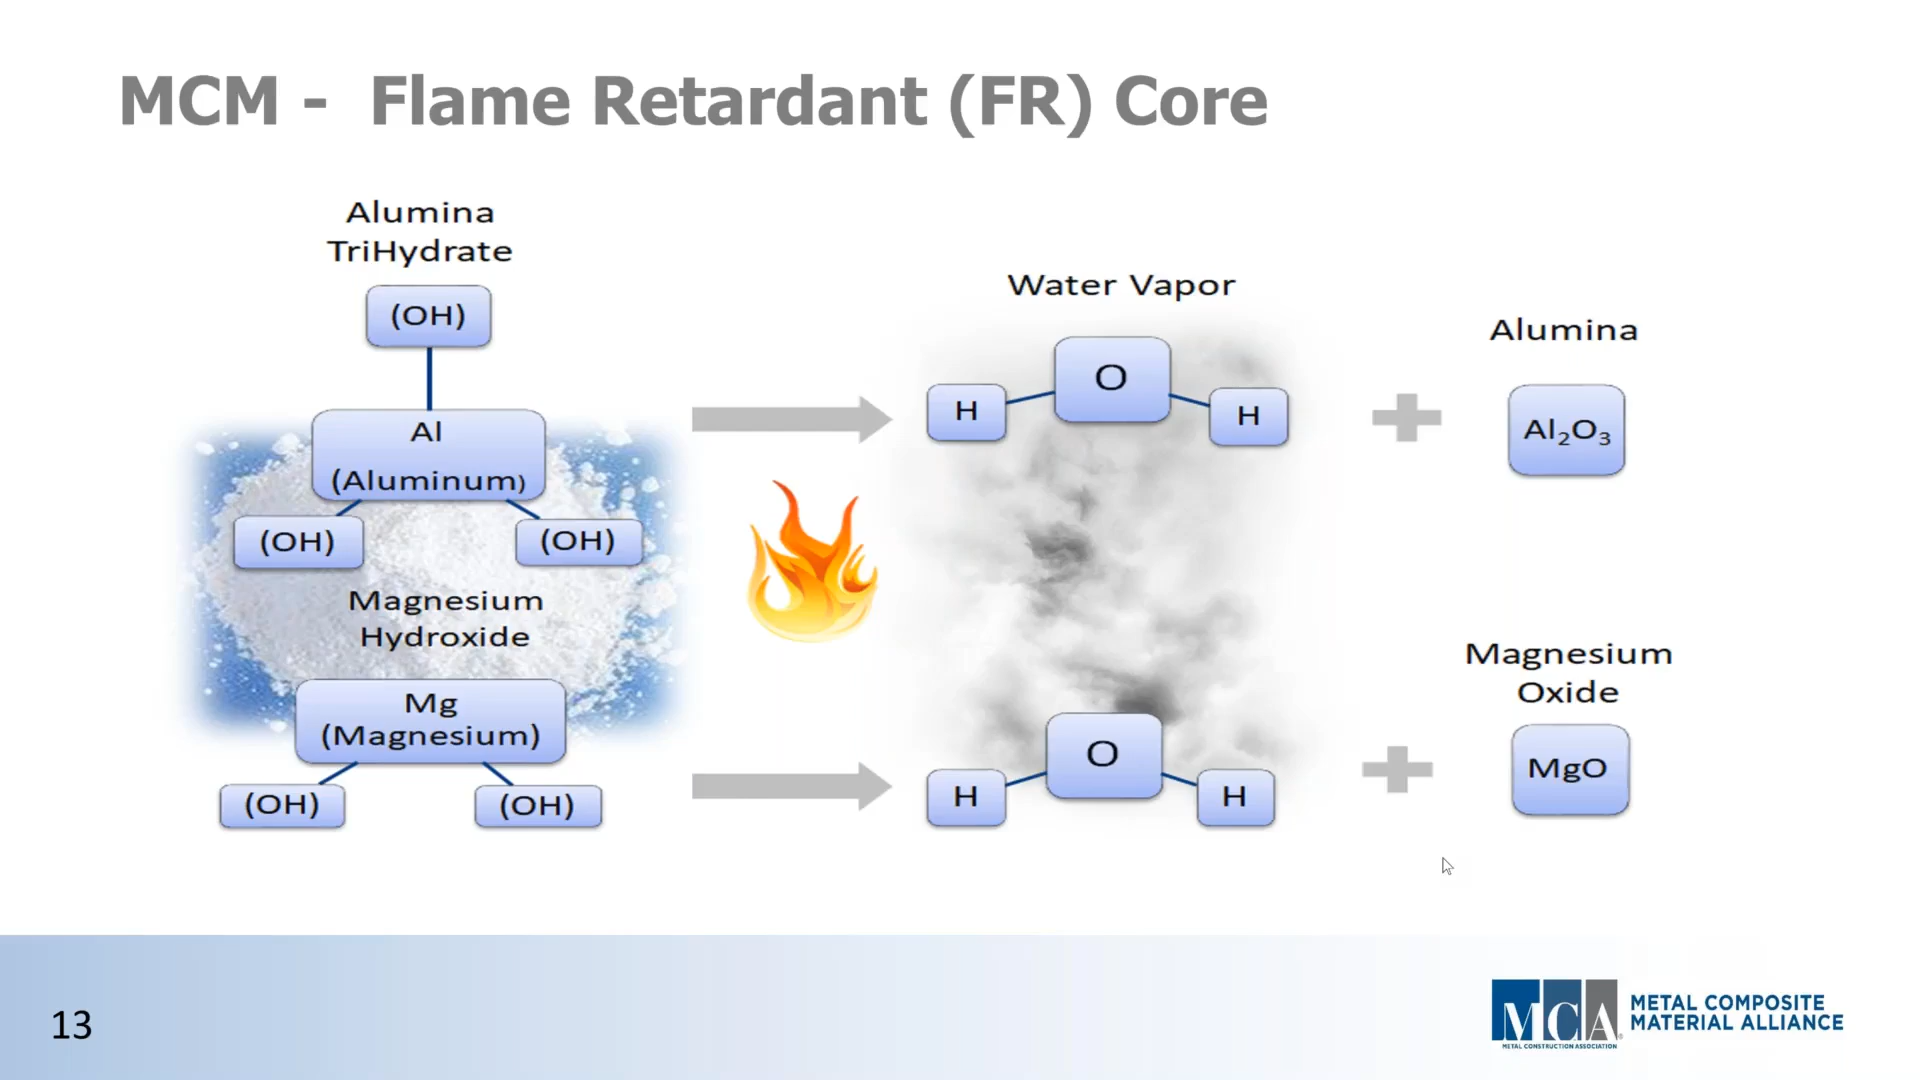 MCM -  Flame Retardant (FR) Core
Alumina
TriHydrate
(OH)
Al
(Aluminum)
(OH)
(OH)
Magnesium
Hydroxide
Mg
(Magnesium)
(OH)
(OH)
Water Vapor
H
O
H
H
O
H
Alumina
Al₂O₃
Magnesium
Oxide
MgO
13
MCA®
METAL CONSTRUCTION ASSOCIATION
METAL COMPOSITE
MATERIAL ALLIANCE